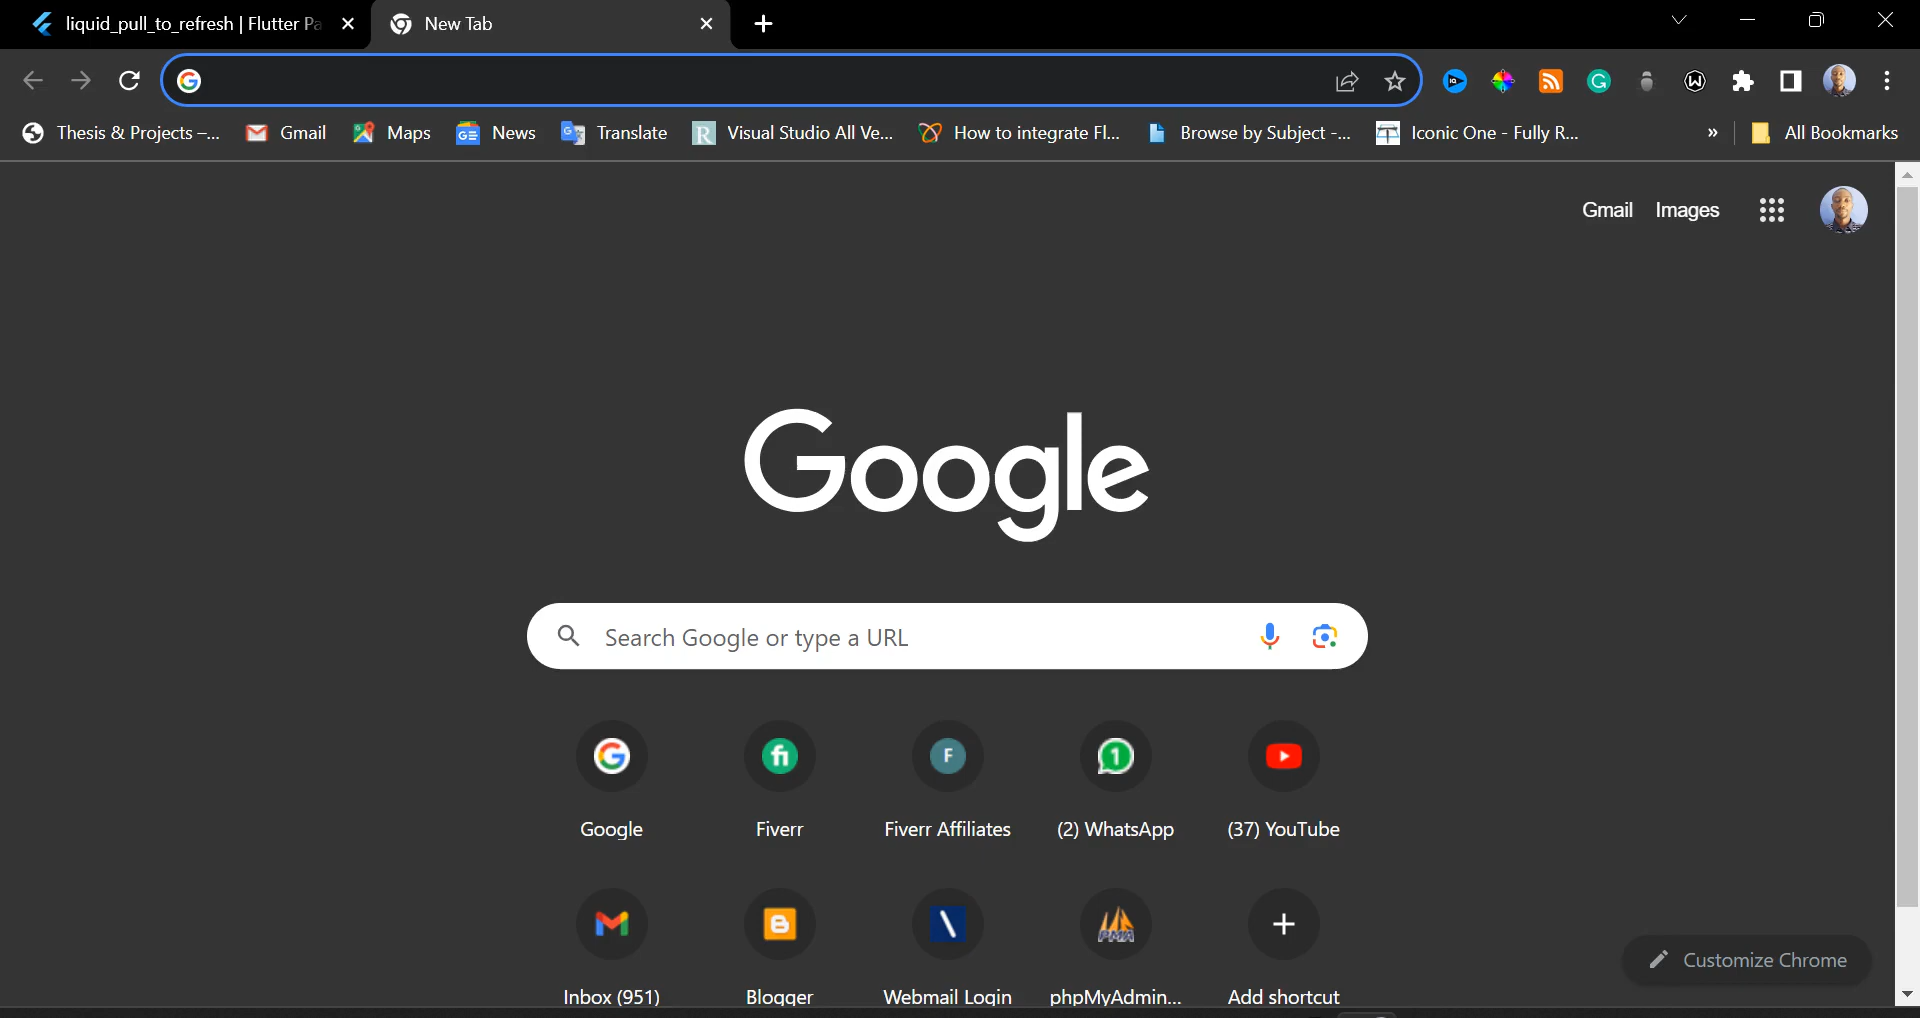 liquid_pull_to_refresh | Flutter Pa
New Tab
Thesis & Projects –... Gmail Maps News Translate Visual Studio All Ve... How to integrate Fl... Browse by Subject -... Iconic One - Fully R... » All Bookmarks
Gmail Images
Google
Search Google or type a URL
Google Fiverr Fiverr Affiliates (2) WhatsApp (37) YouTube
Inbox (951) Blogger Webmail Login phpMyAdmin... Add shortcut
Customize Chrome